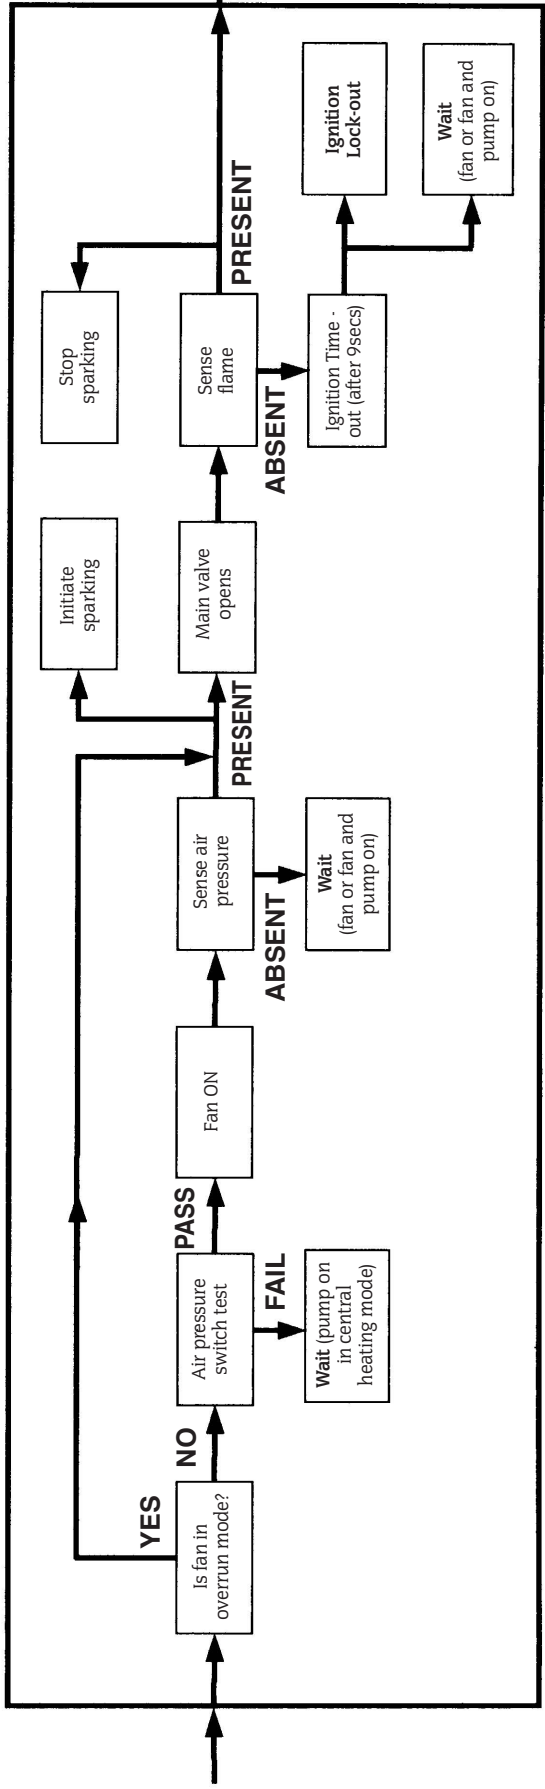 Is fan in
overrun mode?
YES
NO
Air pressure
switch test
PASS
FAIL
Wait (pump on
in central
heating mode)
Fan ON
Sense air
pressure
ABSENT
Wait
(fan or fan and
pump on)
PRESENT
Initiate
sparking
Main valve
opens
Sense
flame
Stop
sparking
PRESENT
ABSENT
Ignition Time -
out (after 9secs)
Ignition
Lock-out
Wait
(fan or fan and
pump on)